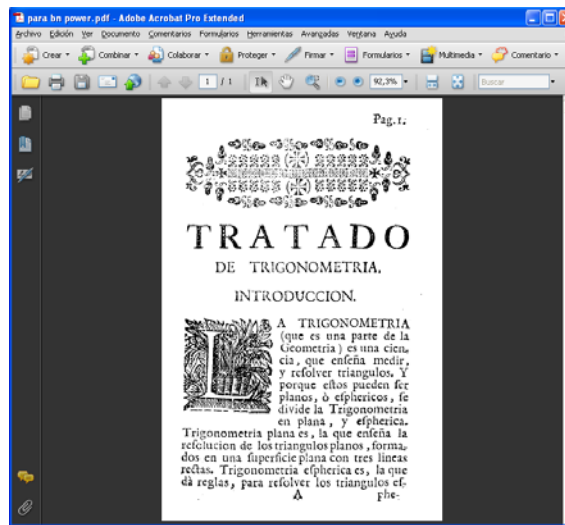 para bn power.pdf - Adobe Acrobat Pro Extended
Archivo Edición Ver Documento Comentarios Formularios Herramientas Avanzadas Ventana Ayuda
Crear Combinar Colaborar Proteger Firmar Formularios Multimedia Comentario
1 / 1 92,3% Buscar
Pag. 1.
TRATADO
DE TRIGONOMETRIA.
INTRODUCCION.
LA TRIGONOMETRIA
(que es una parte de la
Geometria) es una cien-
cia, que enſeña medir,
y reſolver triangulos. Y
porque eſtos pueden ſer
planos, ò eſphericos, ſe
divide la Trigonometria
en plana, y eſpherica.
Trigonometria plana es, la que enſeña la
reſolucion de los triangulos planos, forma-
dos en una ſuperficie plana con tres lineas
rectas. Trigonometria eſpherica es, la que
dà reglas, para reſolver los triangulos eſ-
A phe-